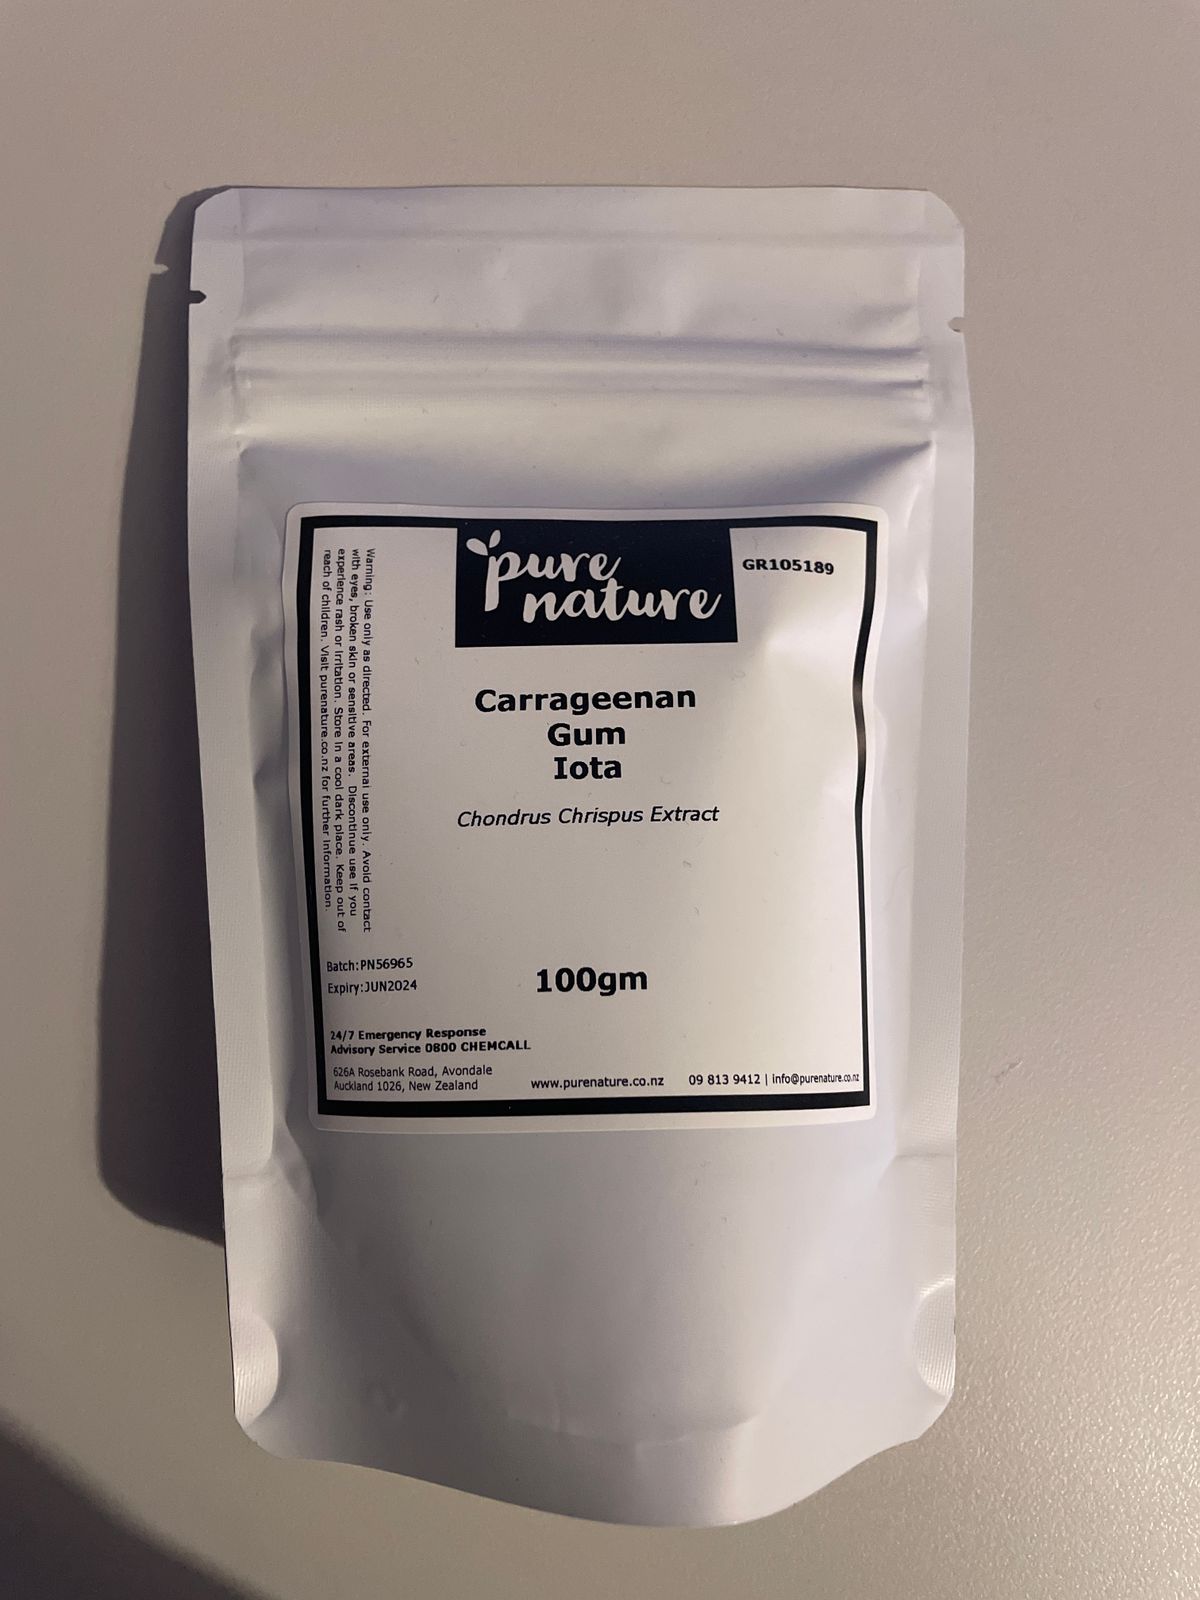 pure
nature
GR105189
Warning: Use only as directed. For external use only. Avoid contact
with eyes, broken skin or sensitive areas. Discontinue use if you
experience rash or irritation. Store in a cool dark place. Keep out of
reach of children. Visit purenature.co.nz for further information.
Carrageenan
Gum
Iota
Chondrus Chrispus Extract
Batch:PN56965
Expiry:JUN2024
100gm
24/7 Emergency Response
Advisory Service 0800 CHEMCALL
626A Rosebank Road, Avondale
Auckland 1026, New Zealand
www.purenature.co.nz
09 813 9412 | info@purenature.co.nz